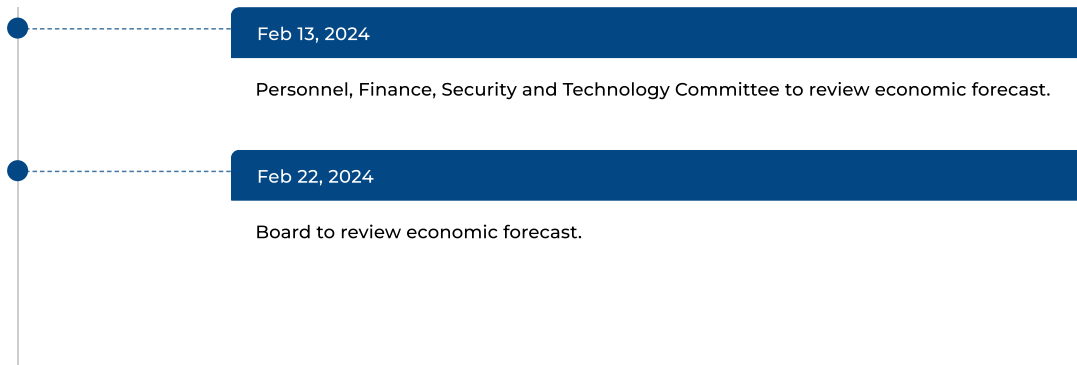 Feb 13, 2024
Personnel, Finance, Security and Technology Committee to review economic forecast.
Feb 22, 2024
Board to review economic forecast.